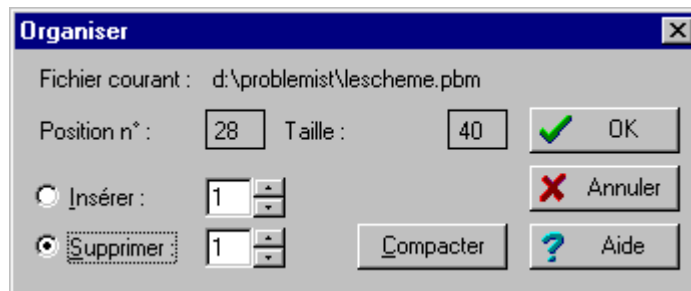 Organiser
Fichier courant : d:\problemist\lescheme.pbm
Position n° : 28 Taille : 40 OK
Insérer : 1 Annuler
Supprimer : 1 Compacter ? Aide